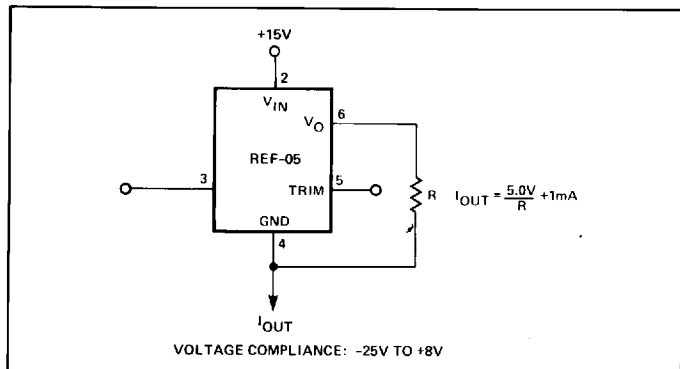 +15V
2
VIN
6
VO
REF-05
3
5
TRIM
R
IOUT = 5.0V/R +1mA
GND
4
IOUT
VOLTAGE COMPLIANCE: -25V TO +8V